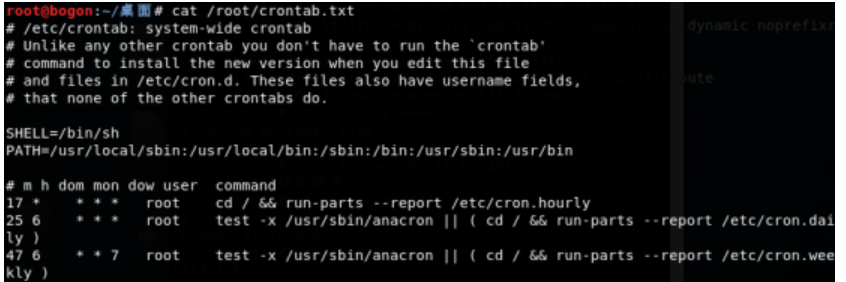 root@bogon:~/桌面# cat /root/crontab.txt
# /etc/crontab: system-wide crontab
# Unlike any other crontab you don't have to run the `crontab'
# command to install the new version when you edit this file
# and files in /etc/cron.d. These files also have username fields,
# that none of the other crontabs do.

SHELL=/bin/sh
PATH=/usr/local/sbin:/usr/local/bin:/sbin:/bin:/usr/sbin:/usr/bin

# m h dom mon dow user  command
17 *    * * *   root    cd / && run-parts --report /etc/cron.hourly
25 6    * * *   root    test -x /usr/sbin/anacron || ( cd / && run-parts --report /etc/cron.dai
ly )
47 6    * * 7   root    test -x /usr/sbin/anacron || ( cd / && run-parts --report /etc/cron.wee
kly )